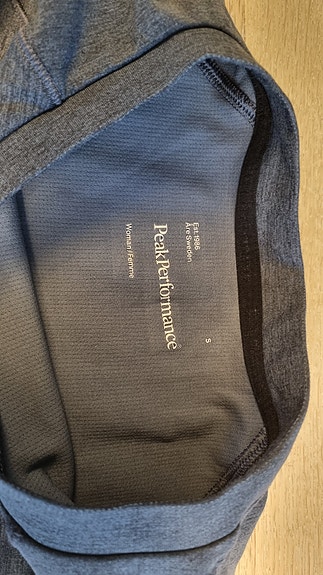 S
Est. 1986
Åre Sweden
PeakPerformance
Woman/Femme